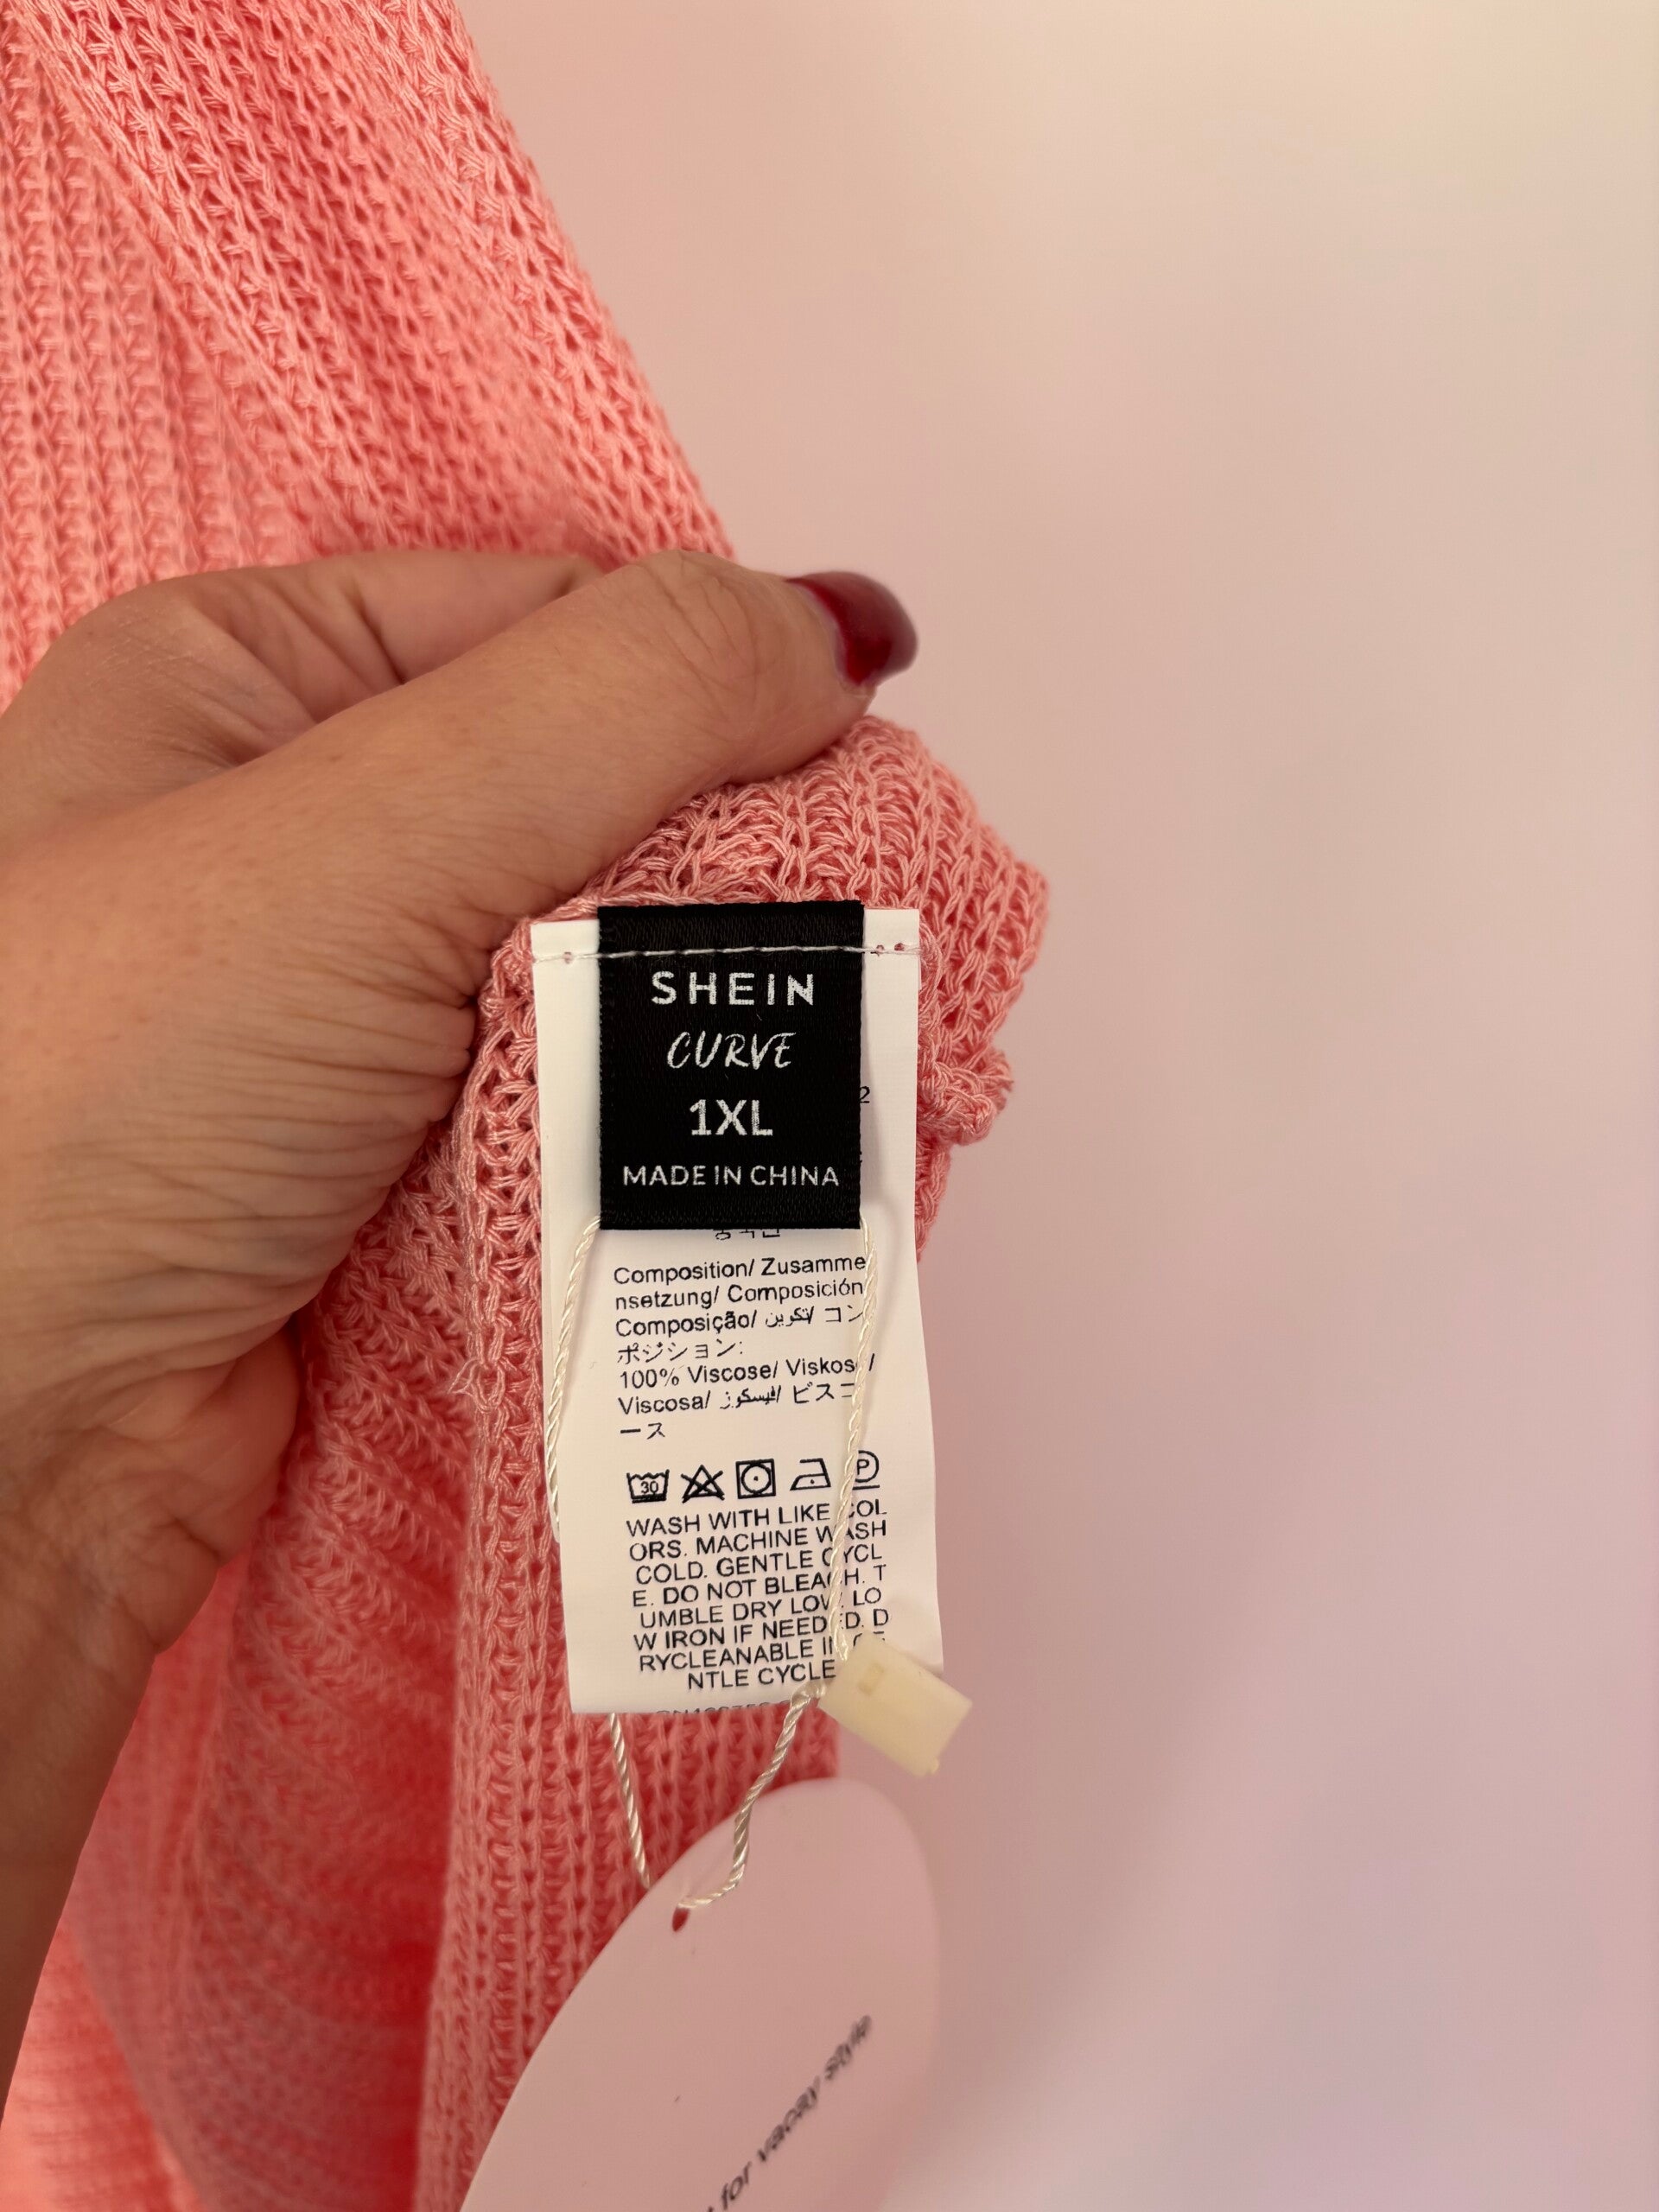 SHEIN
CURVE
1XL
MADE IN CHINA
2
Composition/ Zusamme
nsetzung/ Composición
Composição/ تكوين/ コン
ポジション:
100% Viscose/ Viskose/
Viscosa/ فيسكوز/ ビスコ
ース
30
P
WASH WITH LIKE COL
ORS. MACHINE WASH
COLD. GENTLE CYCL
E. DO NOT BLEACH. T
UMBLE DRY LOW. LO
W IRON IF NEEDED. D
RYCLEANABLE IN GE
NTLE CYCLE
for vacay style